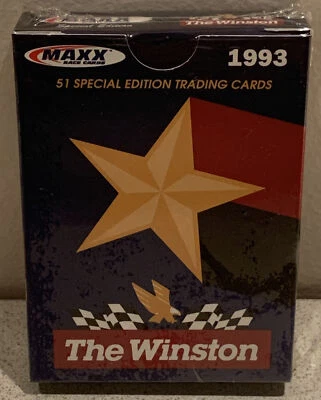 MAXX
RACE CARDS
1993
51 SPECIAL EDITION TRADING CARDS
The Winston